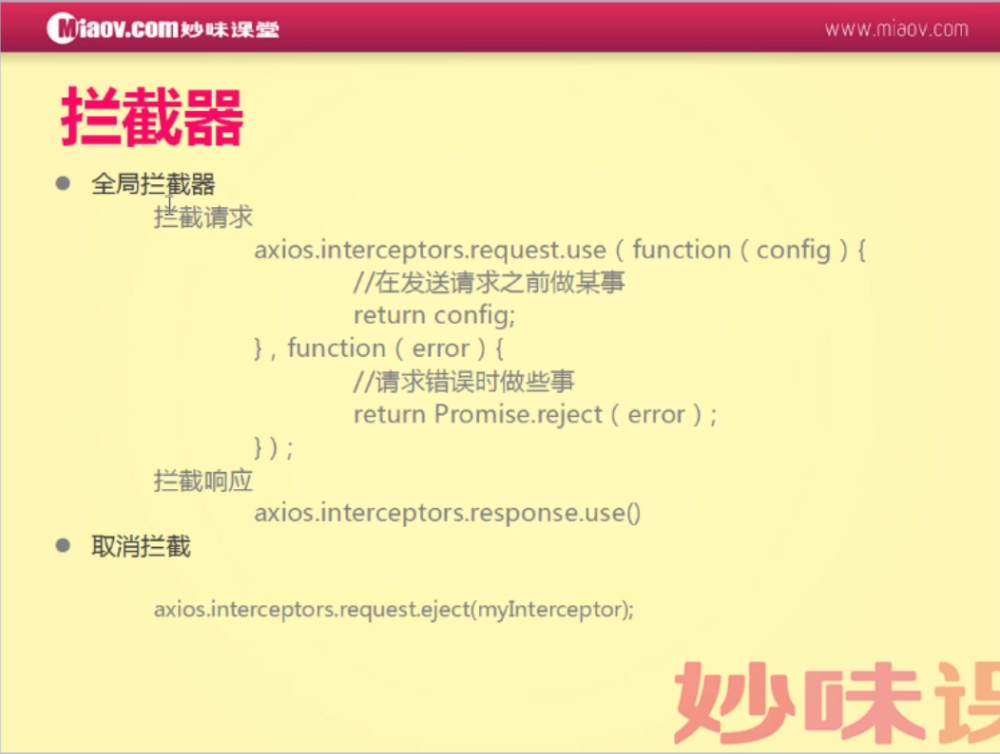 Miaov.com妙味课堂
www.miaov.com
拦截器
全局拦截器
拦截请求
axios.interceptors.request.use（function（config）{
//在发送请求之前做某事
return config;
}，function（error）{
//请求错误时做些事
return Promise.reject（error）;
}）;
拦截响应
axios.interceptors.response.use()
取消拦截
axios.interceptors.request.eject(myInterceptor);
妙味课